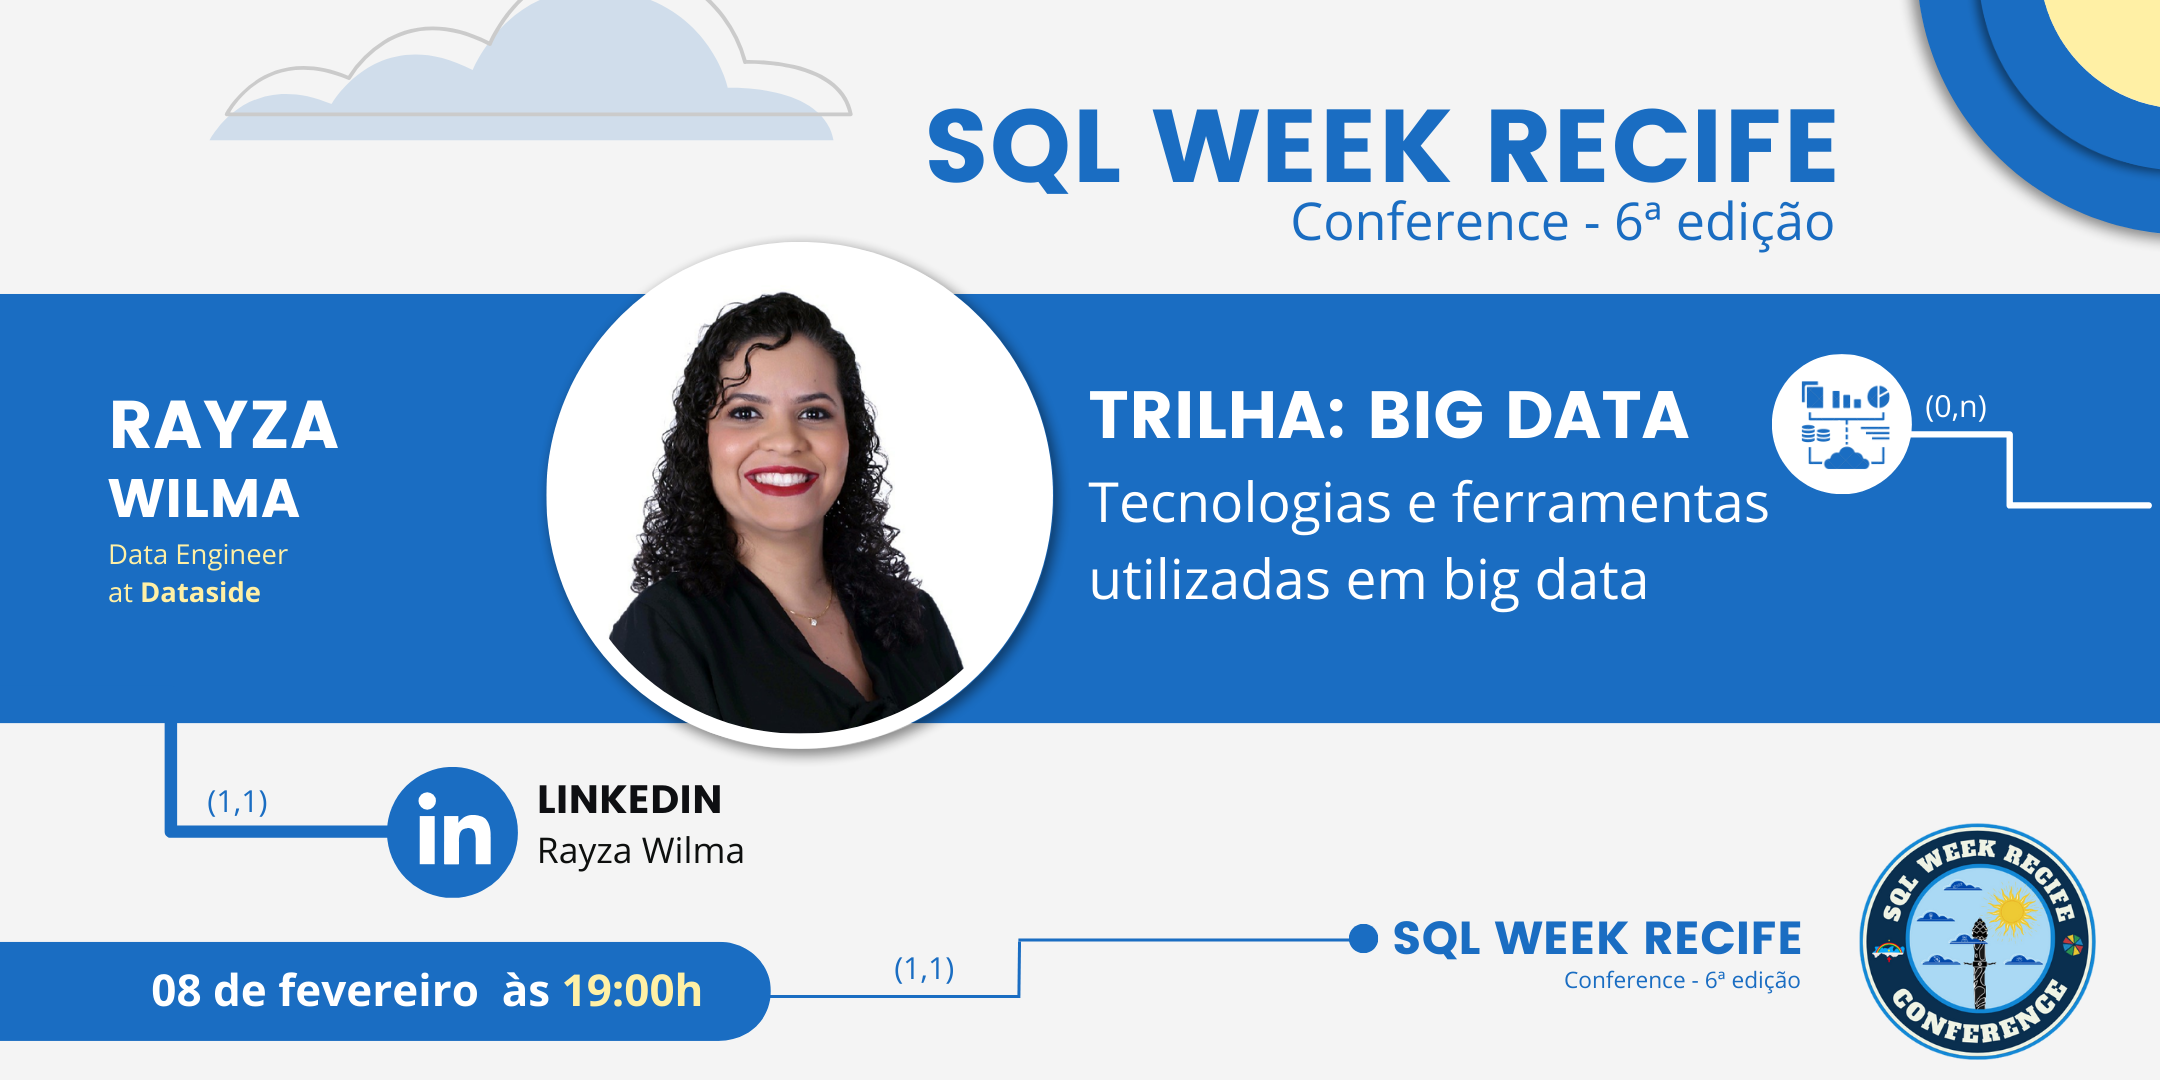 SQL WEEK RECIFE
Conference - 6ª edição
RAYZA
WILMA
Data Engineer
at Dataside
TRILHA: BIG DATA
Tecnologias e ferramentas
utilizadas em big data
(0,n)
(1,1)
LINKEDIN
Rayza Wilma
08 de fevereiro às 19:00h
(1,1)
SQL WEEK RECIFE
Conference - 6ª edição
SQL WEEK RECIFE
CONFERENCE